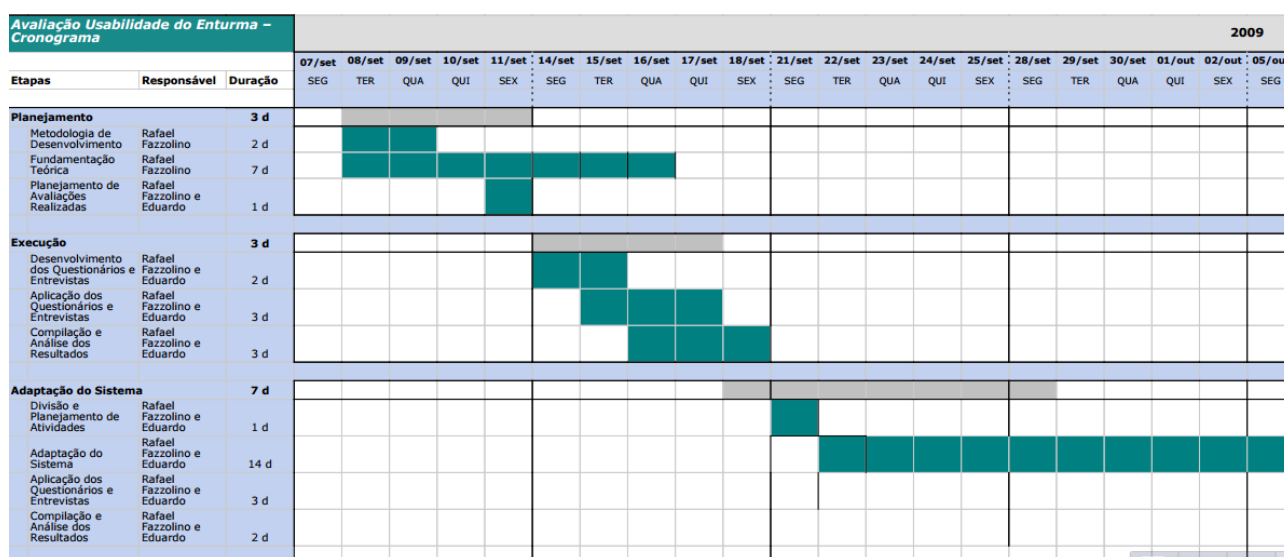 Avaliação Usabilidade do Enturma –
Cronograma
2009
07/set 08/set 09/set 10/set 11/set 14/set 15/set 16/set 17/set 18/set 21/set 22/set 23/set 24/set 25/set 28/set 29/set 30/set 01/out 02/out 05/ou
Etapas Responsável Duração SEG TER QUA QUI SEX SEG TER QUA QUI SEX SEG TER QUA QUI SEX SEG TER QUA QUI SEX SEG
Planejamento 3 d
Metodologia de Rafael
Desenvolvimento Fazzolino 2 d
Fundamentação Rafael
Teórica Fazzolino 7 d
Planejamento de Rafael
Avaliações Fazzolino e
Realizadas Eduardo 1 d
Execução 3 d
Desenvolvimento Rafael
dos Questionários e Fazzolino e
Entrevistas Eduardo 2 d
Aplicação dos Rafael
Questionários e Fazzolino e
Entrevistas Eduardo 3 d
Compilação e Rafael
Análise dos Fazzolino e
Resultados Eduardo 3 d
Adaptação do Sistema 7 d
Divisão e Rafael
Planejamento de Fazzolino e
Atividades Eduardo 1 d
Rafael
Adaptação do Fazzolino e
Sistema Eduardo 14 d
Aplicação dos Rafael
Questionários e Fazzolino e
Entrevistas Eduardo 3 d
Compilação e Rafael
Análise dos Fazzolino e
Resultados Eduardo 2 d